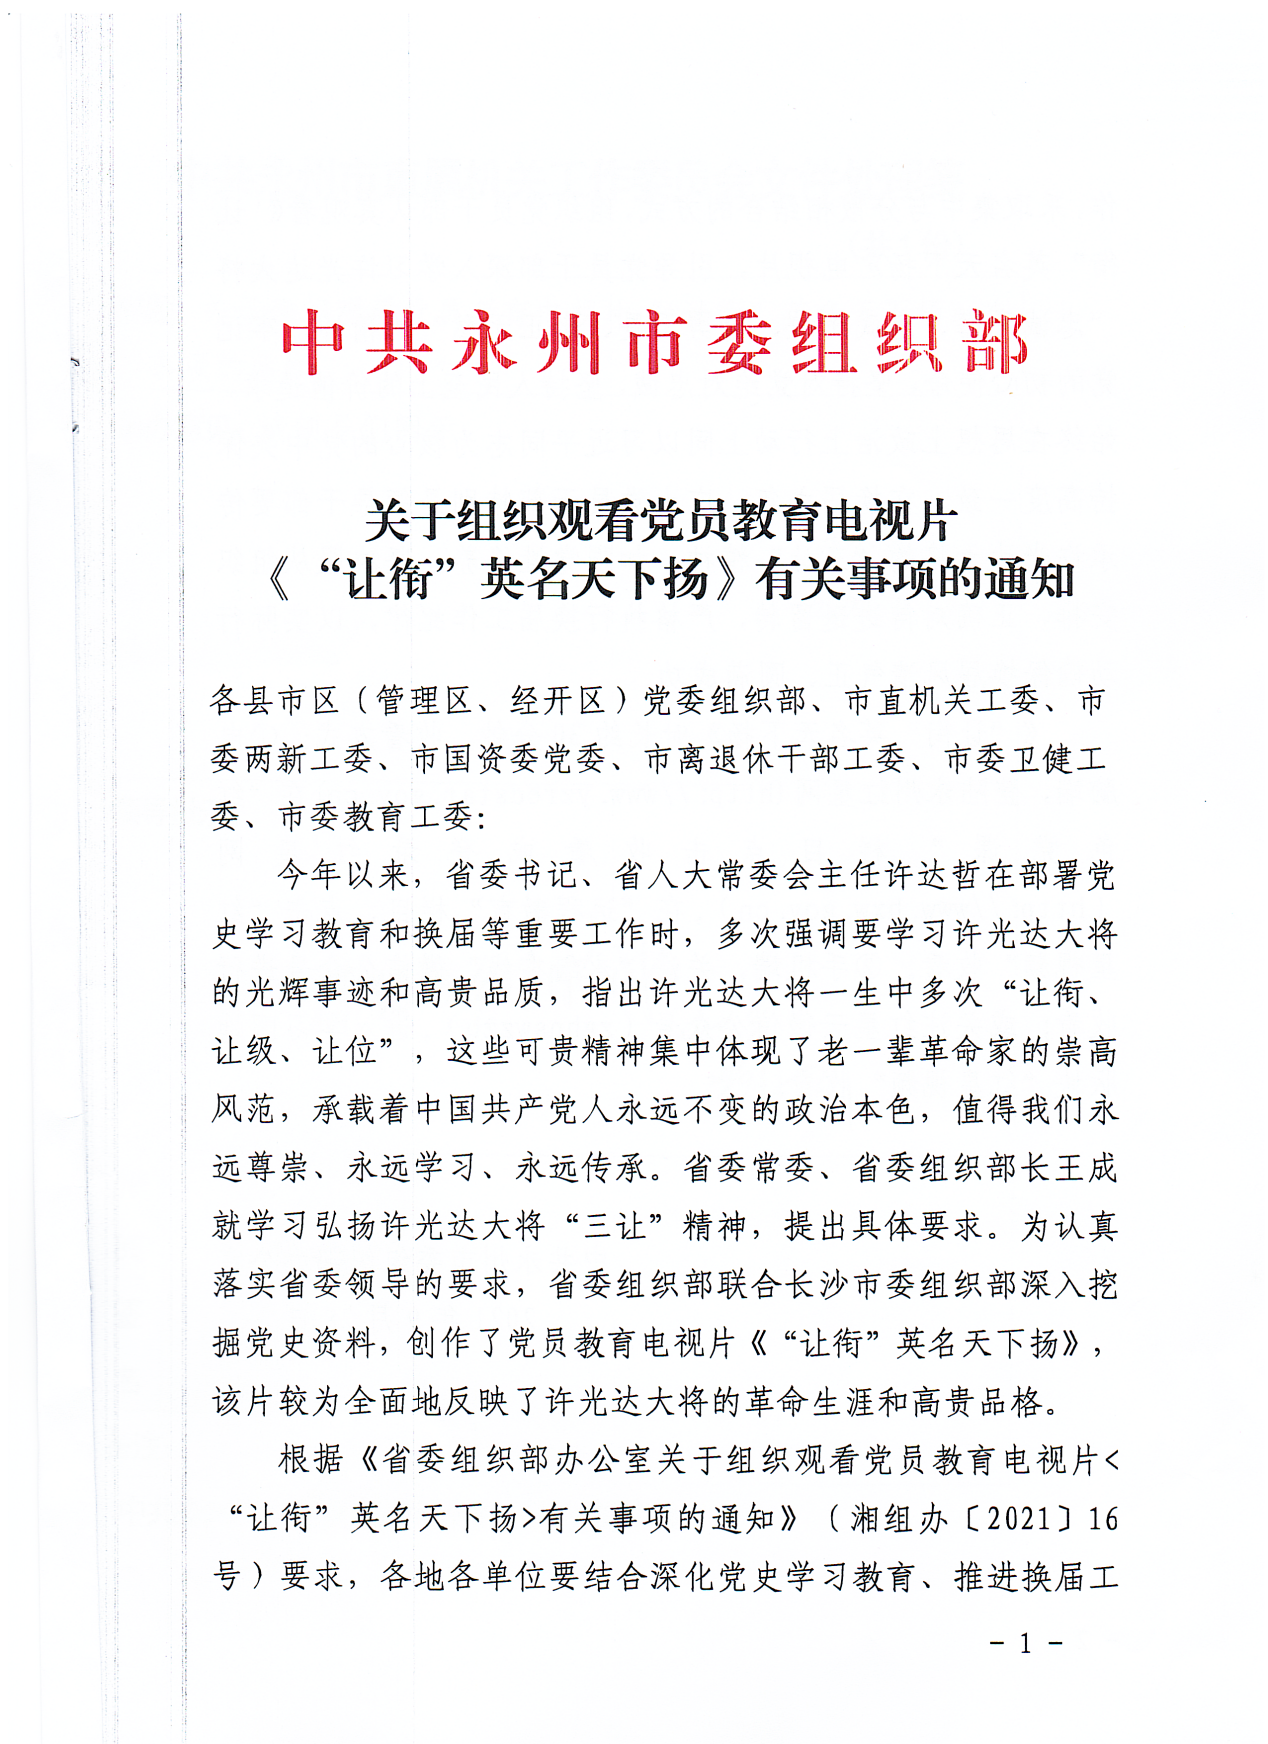 中共永州市委组织部
关于组织观看党员教育电视片
《“让衔”英名天下扬》有关事项的通知
各县市区（管理区、经开区）党委组织部、市直机关工委、市
委两新工委、市国资委党委、市离退休干部工委、市委卫健工
委、市委教育工委：
今年以来，省委书记、省人大常委会主任许达哲在部署党
史学习教育和换届等重要工作时，多次强调要学习许光达大将
的光辉事迹和高贵品质，指出许光达大将一生中多次“让衔、
让级、让位”，这些可贵精神集中体现了老一辈革命家的崇高
风范，承载着中国共产党人永远不变的政治本色，值得我们永
远尊崇、永远学习、永远传承。省委常委、省委组织部长王成
就学习弘扬许光达大将“三让”精神，提出具体要求。为认真
落实省委领导的要求，省委组织部联合长沙市委组织部深入挖
掘党史资料，创作了党员教育电视片《“让衔”英名天下扬》，
该片较为全面地反映了许光达大将的革命生涯和高贵品格。
根据《省委组织部办公室关于组织观看党员教育电视片<
“让衔”英名天下扬>有关事项的通知》（湘组办〔2021〕16
号）要求，各地各单位要结合深化党史学习教育、推进换届工
- 1 -